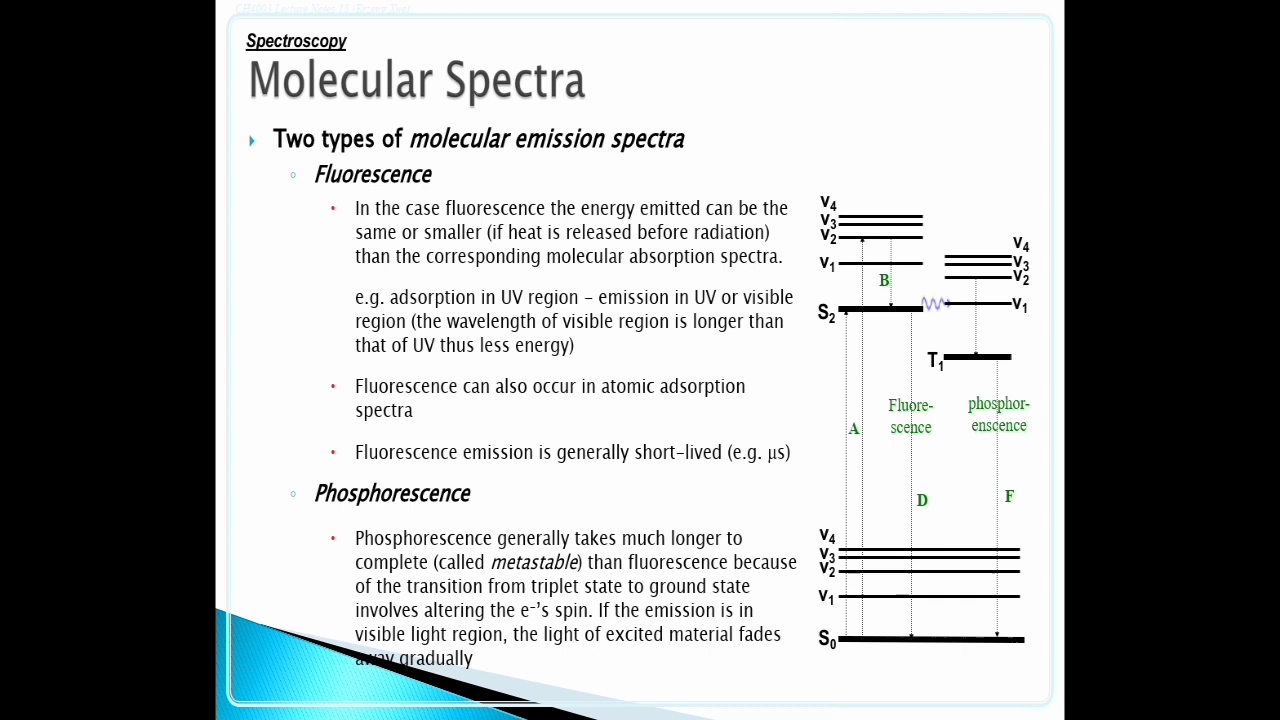 CH4003 Lecture Notes 18 (Erzeng Xue)
Spectroscopy
Molecular Spectra
Two types of molecular emission spectra
Fluorescence
In the case fluorescence the energy emitted can be the
same or smaller (if heat is released before radiation)
than the corresponding molecular absorption spectra.
e.g. adsorption in UV region – emission in UV or visible
region (the wavelength of visible region is longer than
that of UV thus less energy)
Fluorescence can also occur in atomic adsorption
spectra
Fluorescence emission is generally short-lived (e.g. μs)
Phosphorescence
Phosphorescence generally takes much longer to
complete (called metastable) than fluorescence because
of the transition from triplet state to ground state
involves altering the e⁻'s spin. If the emission is in
visible light region, the light of excited material fades
away gradually
v4
v3
v2
v1
S2
B
v4
v3
v2
v1
T1
Fluore-
scence
phosphor-
enscence
A
D
F
v4
v3
v2
v1
S0